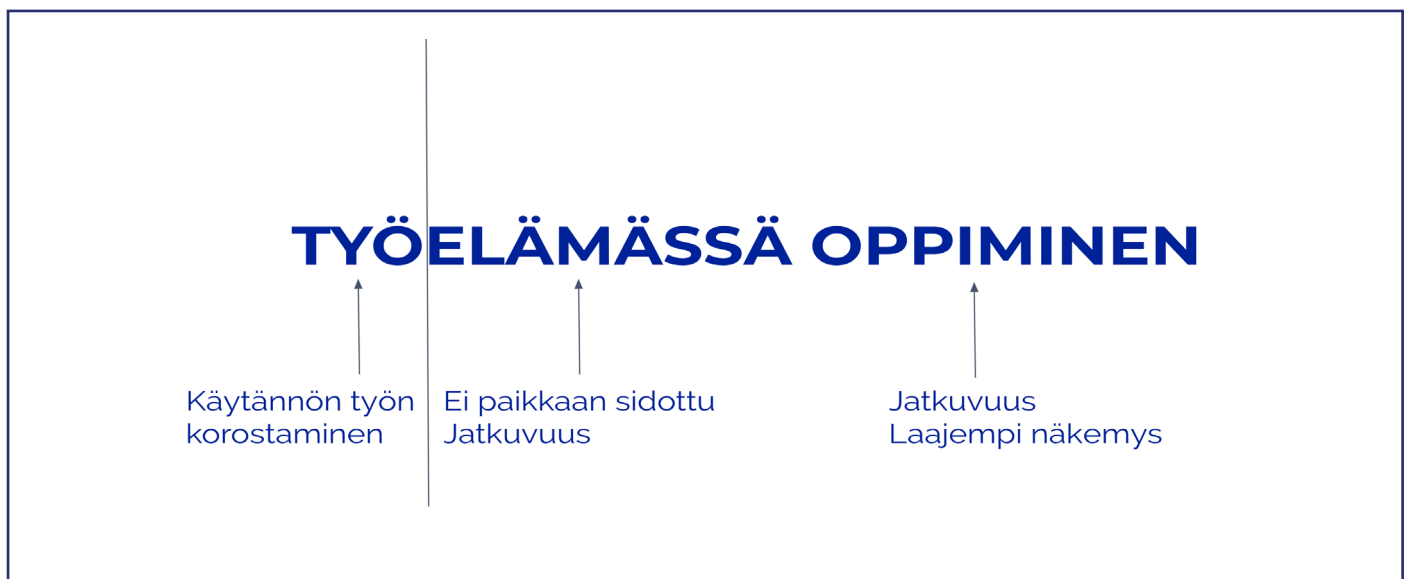 TYÖELÄMÄSSÄ OPPIMINEN
Käytännön työn
korostaminen
Ei paikkaan sidottu
Jatkuvuus
Jatkuvuus
Laajempi näkemys